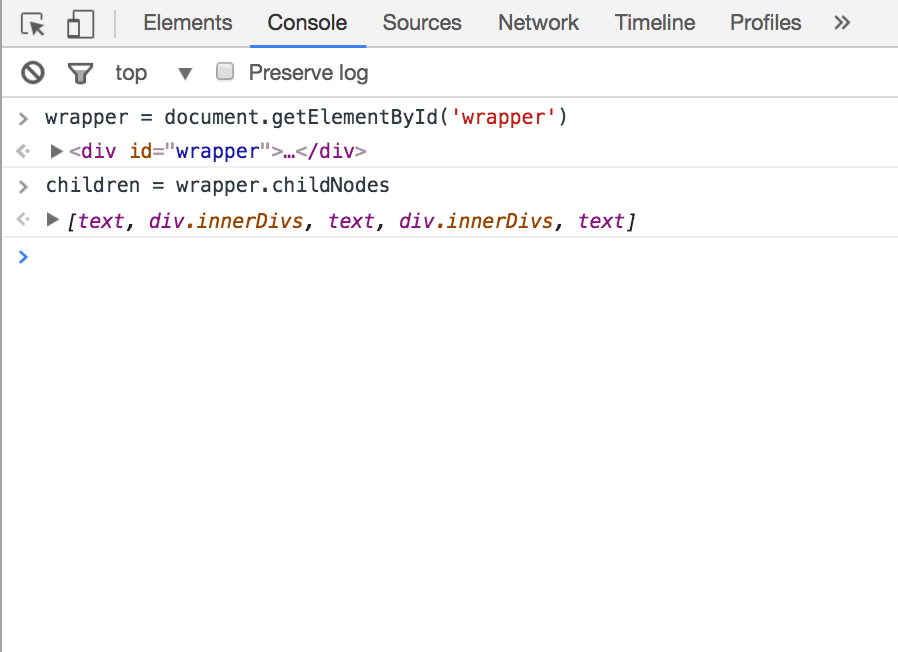 Elements Console Sources Network Timeline Profiles »
top ▼ Preserve log
> wrapper = document.getElementById('wrapper')
<div id="wrapper">…</div>
> children = wrapper.childNodes
[text, div.innerDivs, text, div.innerDivs, text]
>